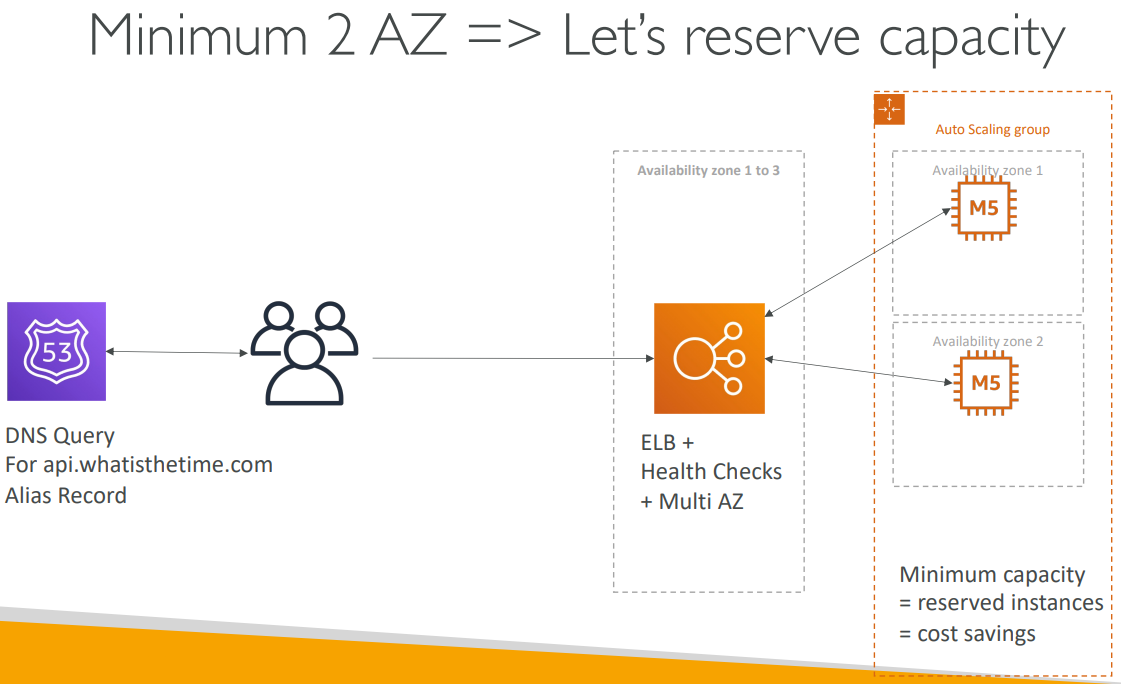 Minimum 2 AZ => Let's reserve capacity
Auto Scaling group
Availability zone 1 to 3
Availability zone 1
M5
53
Availability zone 2
M5
DNS Query
For api.whatisthetime.com
Alias Record
ELB +
Health Checks
+ Multi AZ
Minimum capacity
= reserved instances
= cost savings